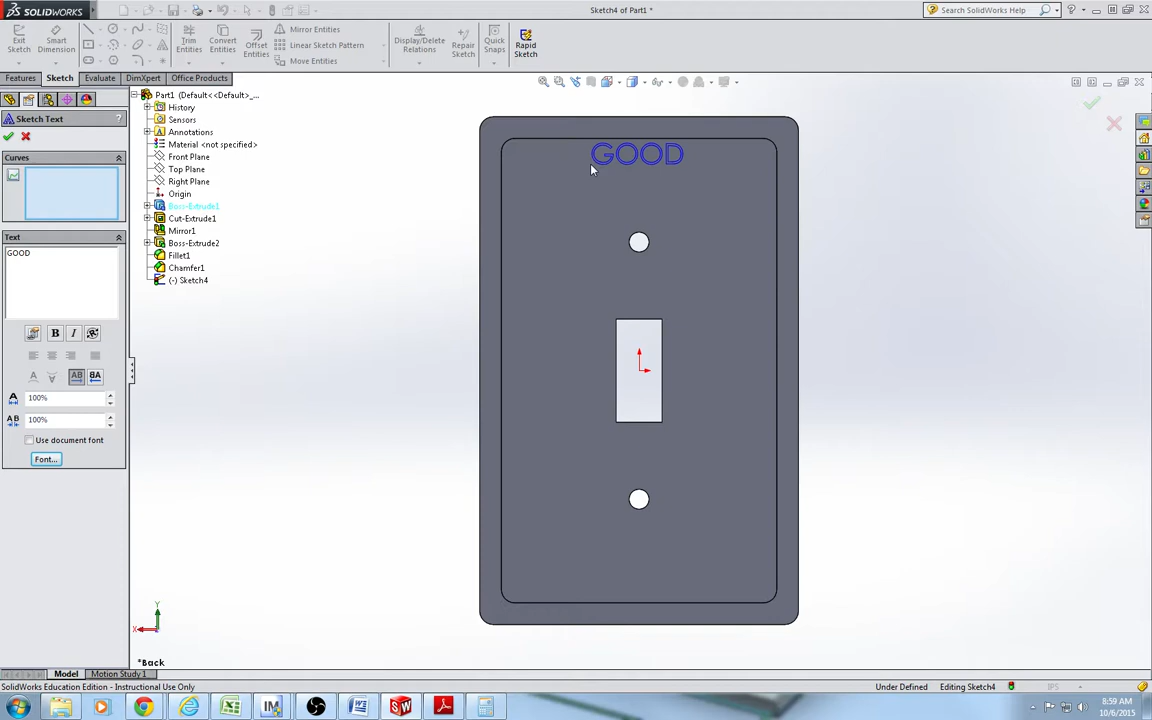 SOLIDWORKS
Sketch4 of Part1 *
Search SolidWorks Help
Exit Sketch
Smart Dimension
Trim Entities
Convert Entities
Offset Entities
Mirror Entities
Linear Sketch Pattern
Move Entities
Display/Delete Relations
Repair Sketch
Quick Snaps
Rapid Sketch
Features
Sketch
Evaluate
DimXpert
Office Products
Sketch Text
?
Curves
Text
GOOD
B
I
AB
100%
AB
100%
Use document font
Font...
Part1 (Default<<Default>_...
History
Sensors
Annotations
Material <not specified>
Front Plane
Top Plane
Right Plane
Origin
Boss-Extrude1
Cut-Extrude1
Mirror1
Boss-Extrude2
Fillet1
Chamfer1
(-) Sketch4
GOOD
Y
X
*Back
Model
Motion Study 1
SolidWorks Education Edition - Instructional Use Only
Under Defined
Editing Sketch4
IPS
8:59 AM
10/6/2015